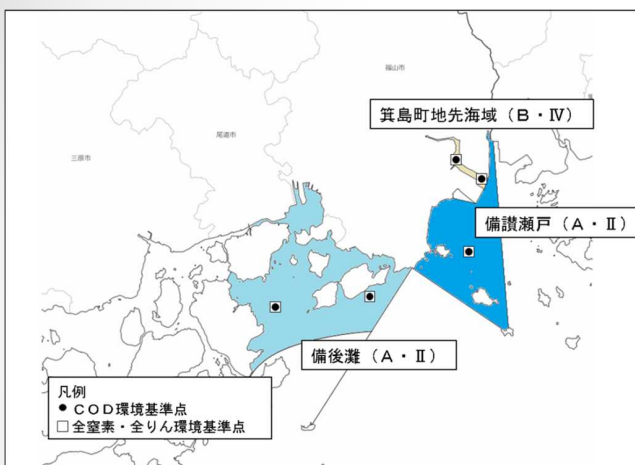 福山市
箕島町地先海域（B・Ⅳ）
尾道市
三原市
備讃瀬戸（A・Ⅱ）
備後灘（A・Ⅱ）
凡例
●ＣＯＤ環境基準点
□全窒素・全りん環境基準点